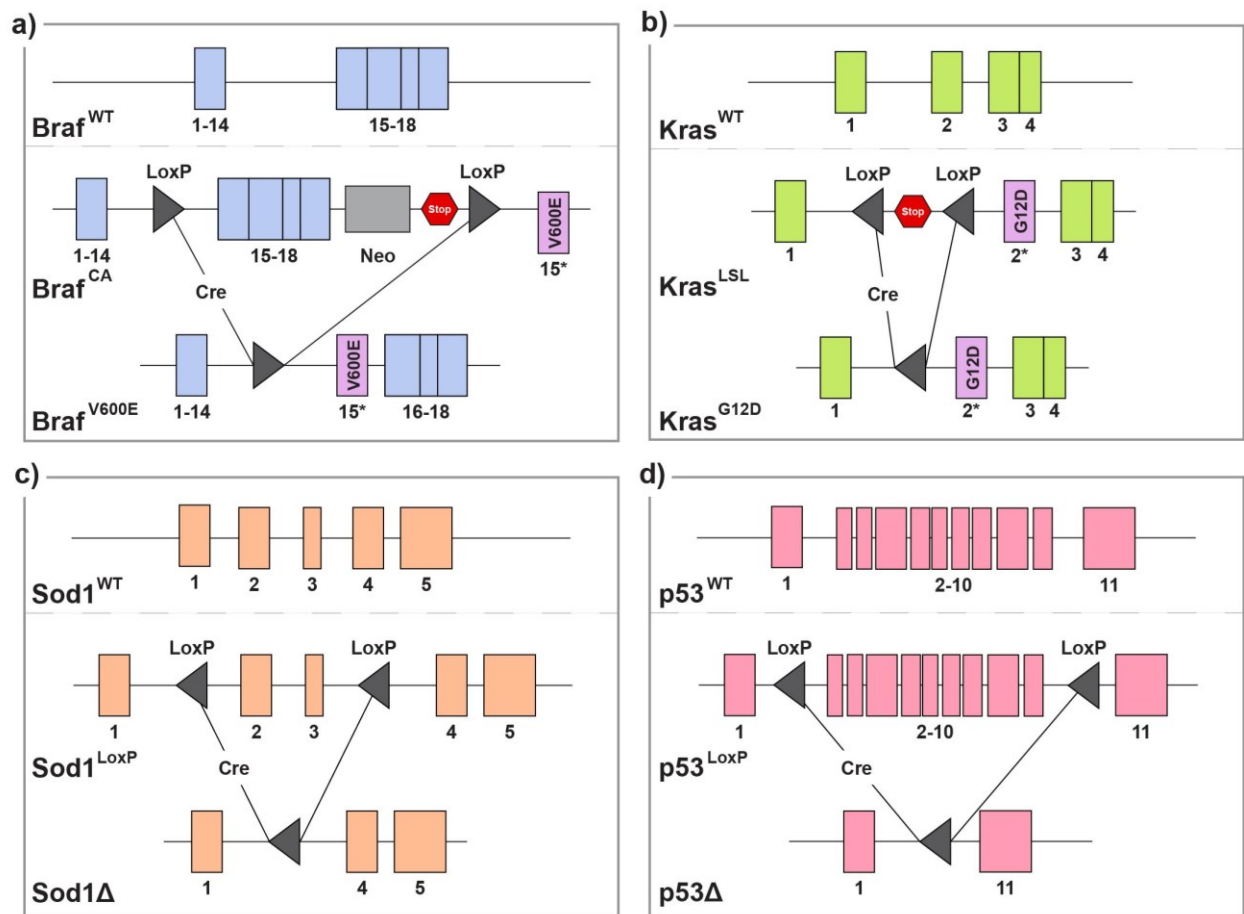 a)
Braf WT
1-14
15-18
LoxP
LoxP
Stop
V600E
1-14
15-18
Neo
15*
Braf CA
Cre
V600E
1-14
15*
16-18
Braf V600E
b)
Kras WT
1
2
3
4
LoxP
LoxP
Stop
G12D
1
2*
3
4
Kras LSL
Cre
G12D
1
2*
3
4
Kras G12D
c)
1
2
3
4
5
Sod1 WT
LoxP
LoxP
1
2
3
4
5
Sod1 LoxP
Cre
1
4
5
Sod1Δ
d)
1
2-10
11
p53 WT
LoxP
LoxP
1
2-10
11
p53 LoxP
Cre
1
11
p53Δ